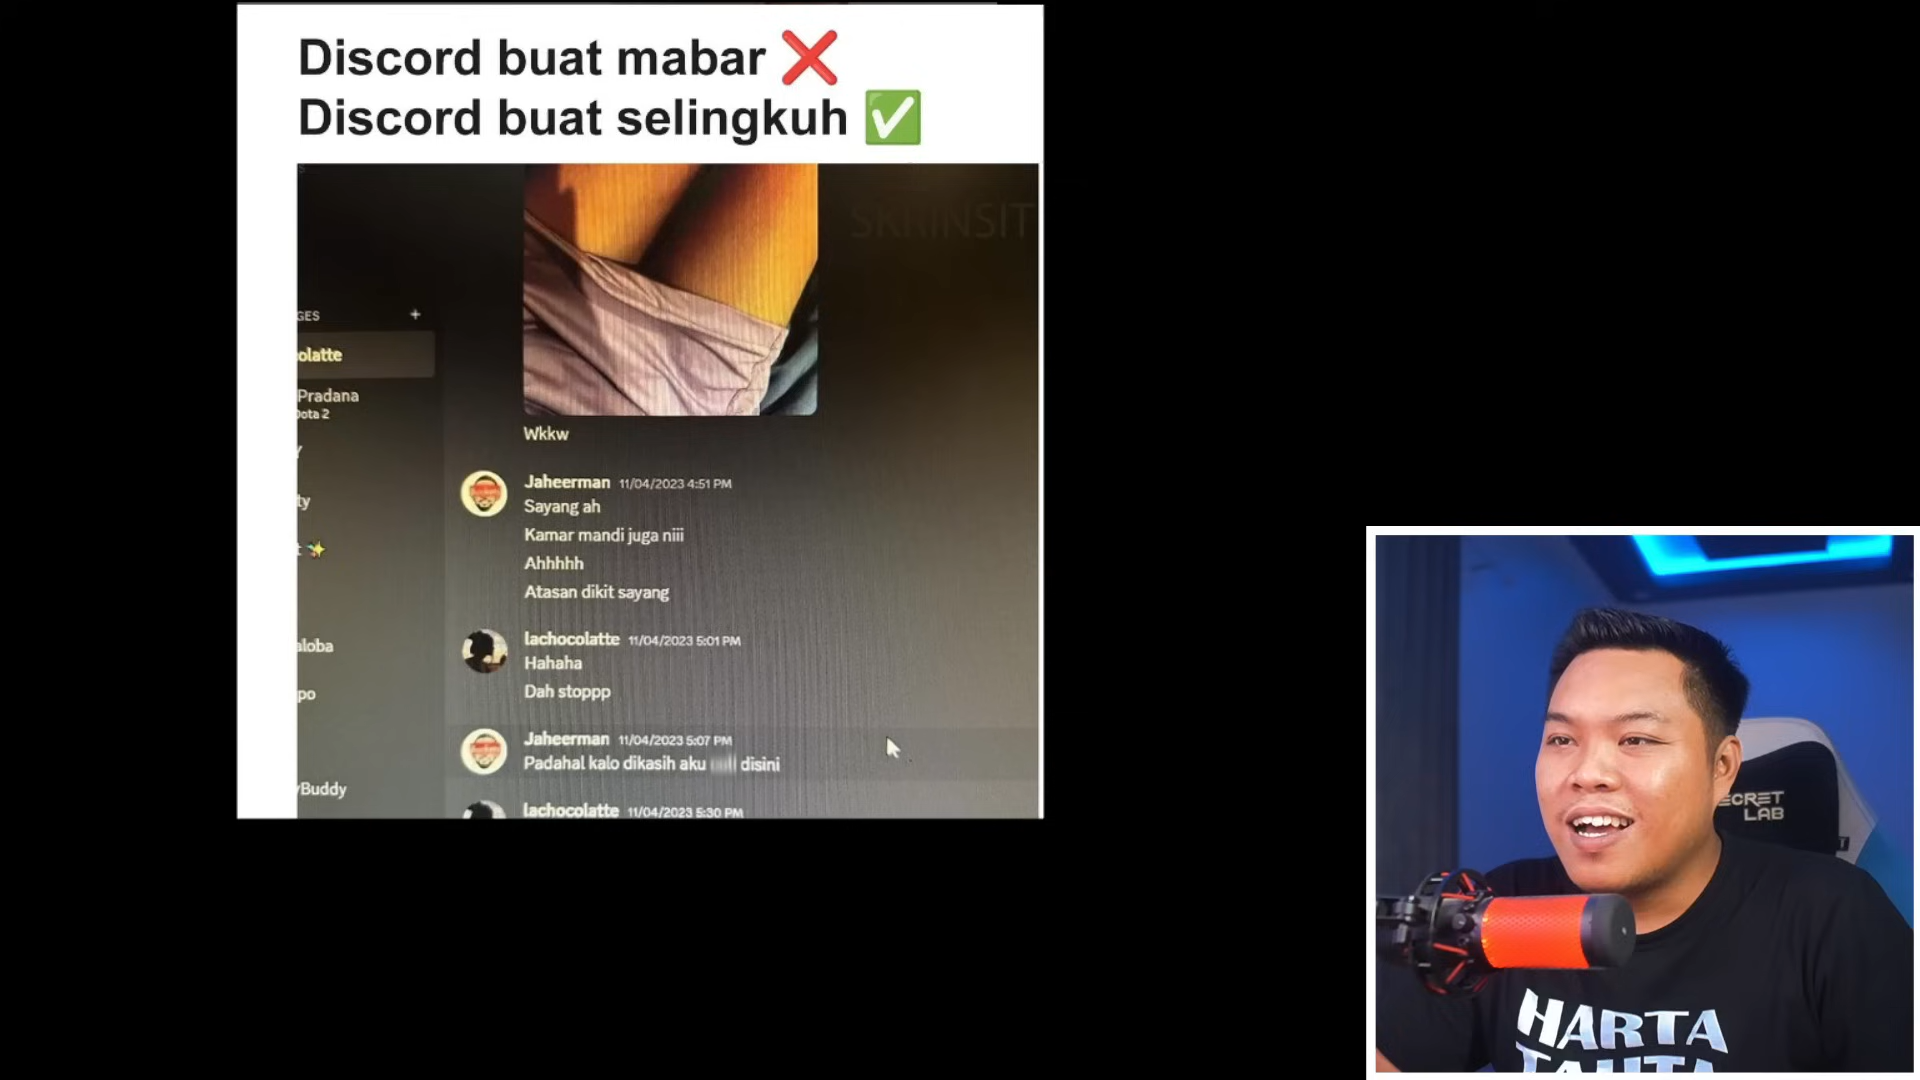 Discord buat mabar ❌
Discord buat selingkuh ✅
SKRINSIT
GES +
olatte
Pradana
Dota 2
Y
ty
t ✨
aloba
po
yBuddy
Wkkw
Jaheerman 11/04/2023 4:51 PM
Sayang ah
Kamar mandi juga niii
Ahhhhh
Atasan dikit sayang
lachocolatte 11/04/2023 5:01 PM
Hahaha
Dah stoppp
Jaheerman 11/04/2023 5:07 PM
Padahal kalo dikasih aku disini
lachocolatte 11/04/2023 5:30 PM
ECRET
LAB
HARTA
TAHTA